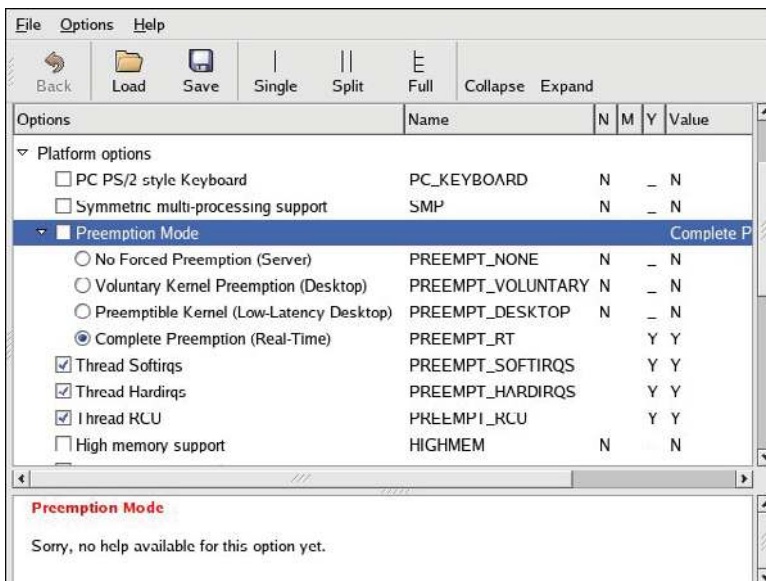 File Options Help
Back Load Save Single Split Full Collapse Expand
Options Name N M Y Value
Platform options
PC PS/2 style Keyboard PC_KEYBOARD N _ N
Symmetric multi-processing support SMP N _ N
Preemption Mode Complete P
No Forced Preemption (Server) PREEMPT_NONE N _ N
Voluntary Kernel Preemption (Desktop) PREEMPT_VOLUNTARY N _ N
Preemptible Kernel (Low-Latency Desktop) PREEMPT_DESKTOP N _ N
Complete Preemption (Real-Time) PREEMPT_RT Y Y
Thread Softirqs PREEMPT_SOFTIRQS Y Y
Thread Hardirqs PREEMPT_HARDIRQS Y Y
Thread RCU PREEMPT_RCU Y Y
High memory support HIGHMEM N N
Preemption Mode
Sorry, no help available for this option yet.